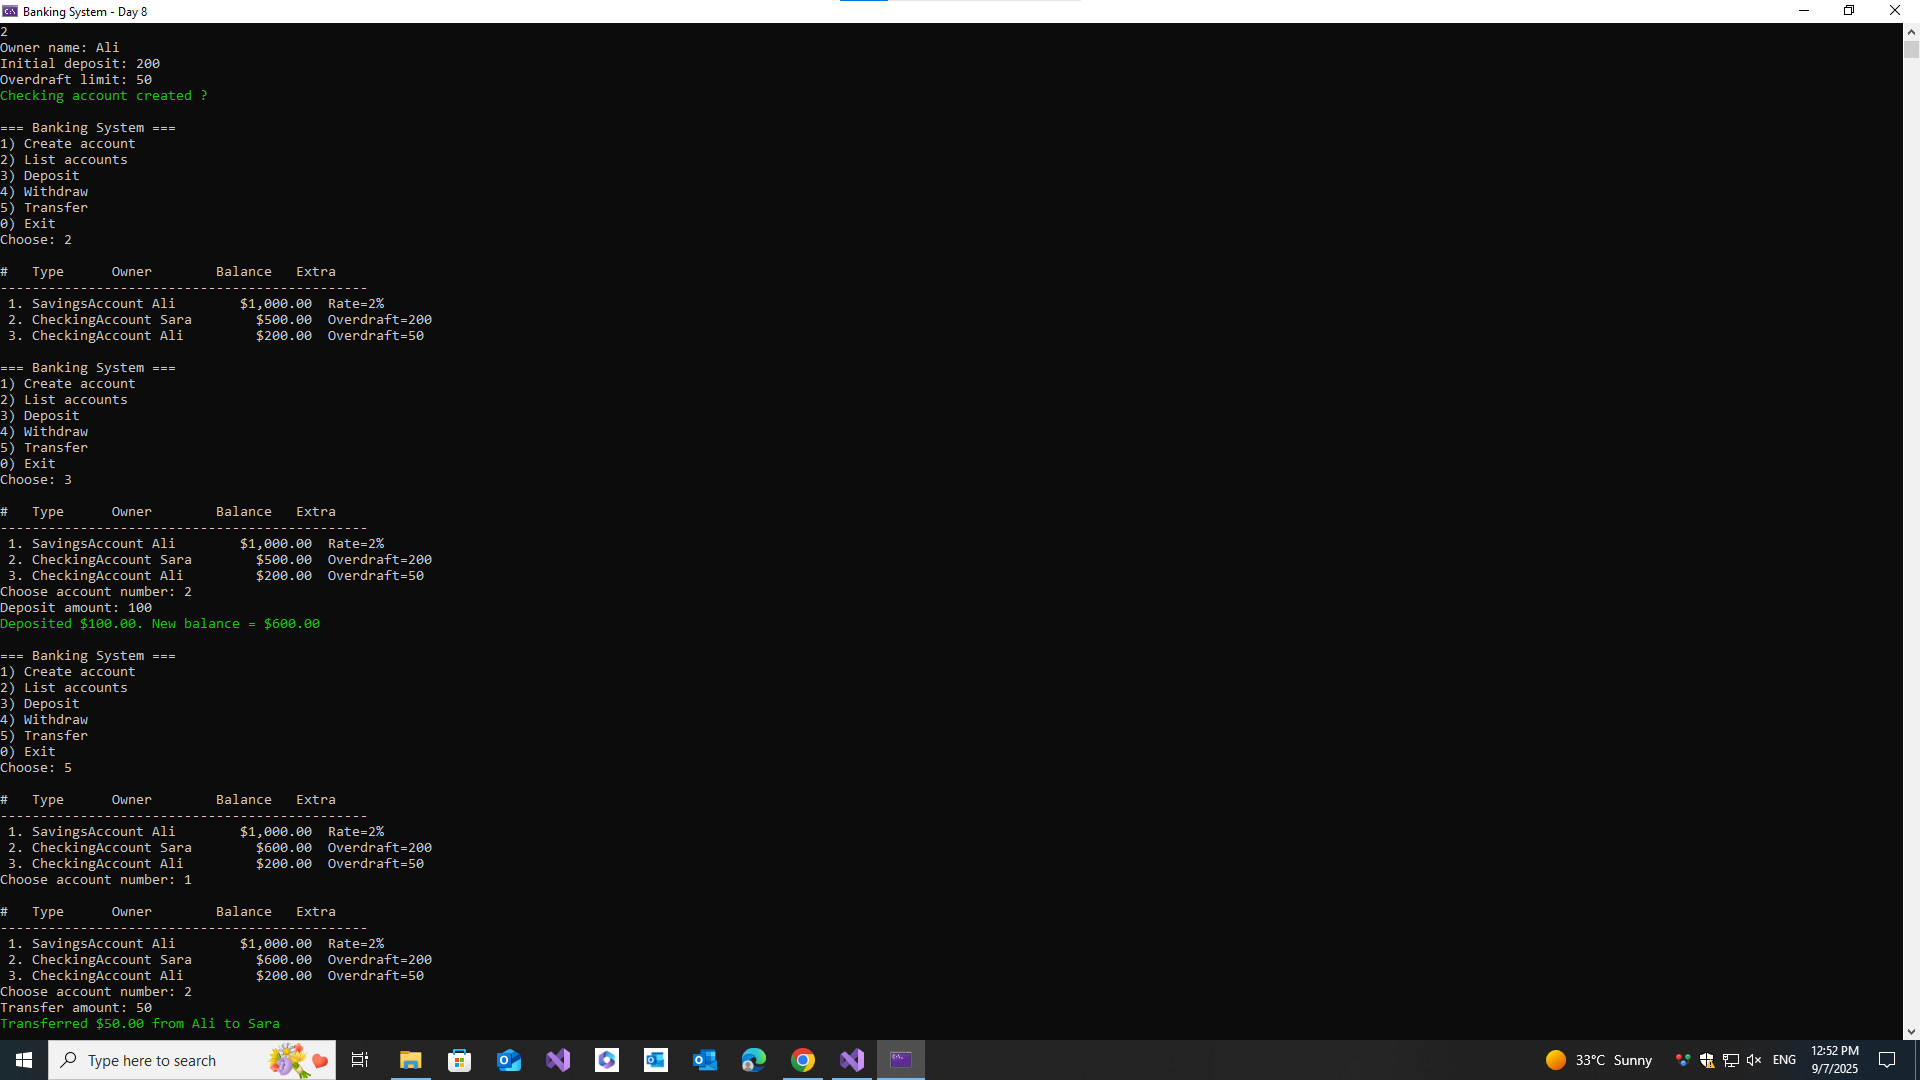 Banking System - Day 8
2
Owner name: Ali
Initial deposit: 200
Overdraft limit: 50
Checking account created ?
=== Banking System ===
1) Create account
2) List accounts
3) Deposit
4) Withdraw
5) Transfer
0) Exit
Choose: 2
#   Type      Owner        Balance   Extra
----------------------------------------------
 1. SavingsAccount Ali        $1,000.00  Rate=2%
 2. CheckingAccount Sara        $500.00  Overdraft=200
 3. CheckingAccount Ali         $200.00  Overdraft=50
=== Banking System ===
1) Create account
2) List accounts
3) Deposit
4) Withdraw
5) Transfer
0) Exit
Choose: 3
#   Type      Owner        Balance   Extra
----------------------------------------------
 1. SavingsAccount Ali        $1,000.00  Rate=2%
 2. CheckingAccount Sara        $500.00  Overdraft=200
 3. CheckingAccount Ali         $200.00  Overdraft=50
Choose account number: 2
Deposit amount: 100
Deposited $100.00. New balance = $600.00
=== Banking System ===
1) Create account
2) List accounts
3) Deposit
4) Withdraw
5) Transfer
0) Exit
Choose: 5
#   Type      Owner        Balance   Extra
----------------------------------------------
 1. SavingsAccount Ali        $1,000.00  Rate=2%
 2. CheckingAccount Sara        $600.00  Overdraft=200
 3. CheckingAccount Ali         $200.00  Overdraft=50
Choose account number: 1
#   Type      Owner        Balance   Extra
----------------------------------------------
 1. SavingsAccount Ali        $1,000.00  Rate=2%
 2. CheckingAccount Sara        $600.00  Overdraft=200
 3. CheckingAccount Ali         $200.00  Overdraft=50
Choose account number: 2
Transfer amount: 50
Transferred $50.00 from Ali to Sara
Type here to search
33°C Sunny
ENG
12:52 PM
9/7/2025